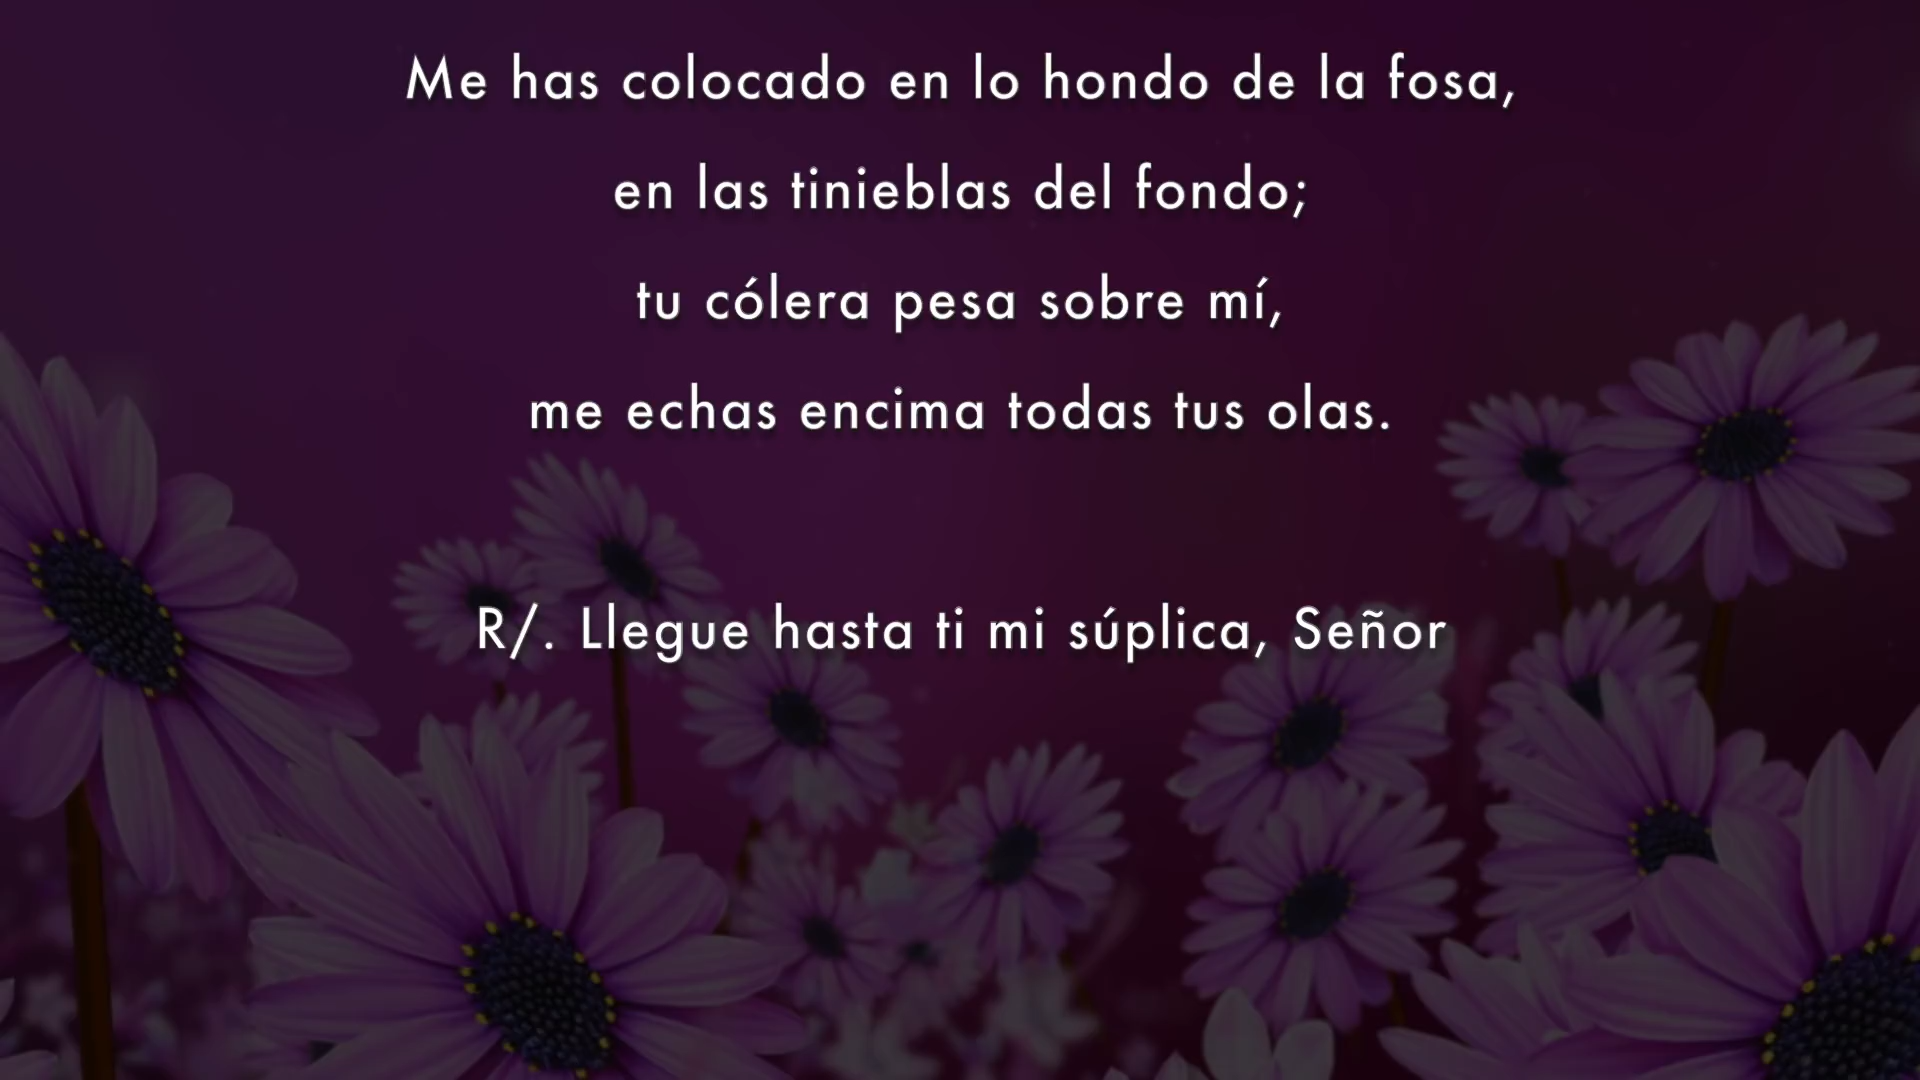 Me has colocado en lo hondo de la fosa,
en las tinieblas del fondo;
tu cólera pesa sobre mí,
me echas encima todas tus olas.
R/. Llegue hasta ti mi súplica, Señor